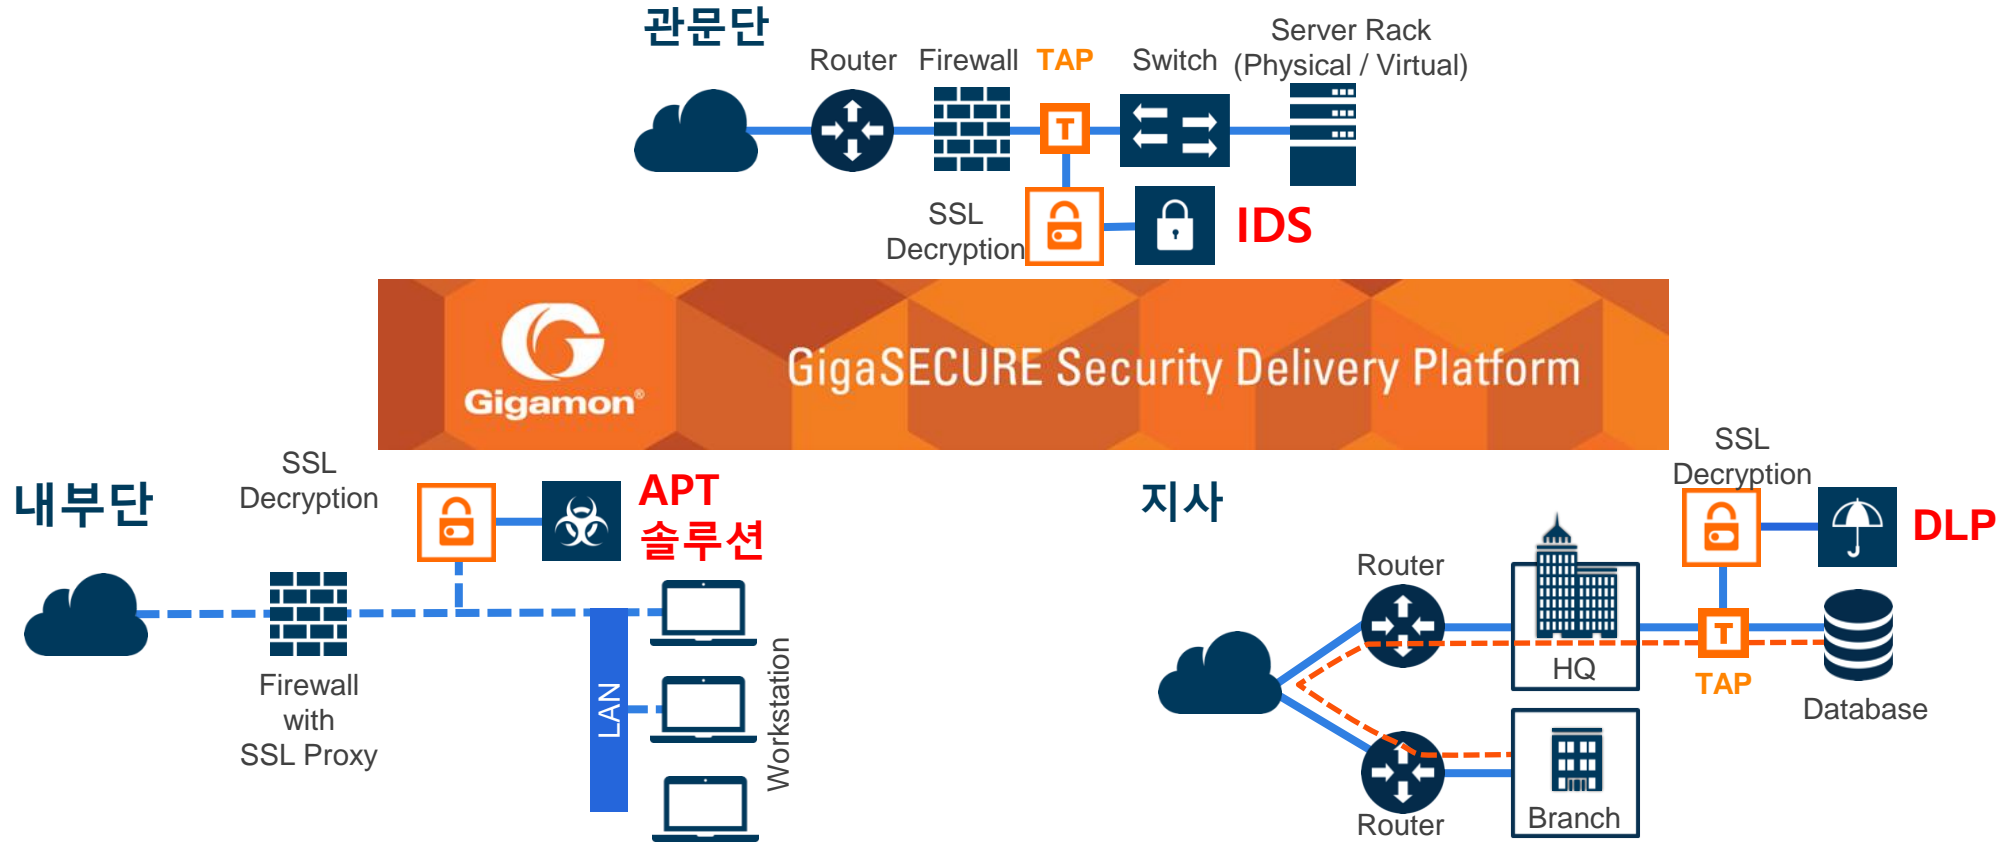 관문단
Router
Firewall
TAP
Switch
Server Rack
(Physical / Virtual)
T
SSL
Decryption
IDS
Gigamon®
GigaSECURE Security Delivery Platform
내부단
SSL
Decryption
APT
솔루션
Firewall
with
SSL Proxy
LAN
Workstation
지사
SSL
Decryption
DLP
Router
HQ
T
TAP
Database
Router
Branch